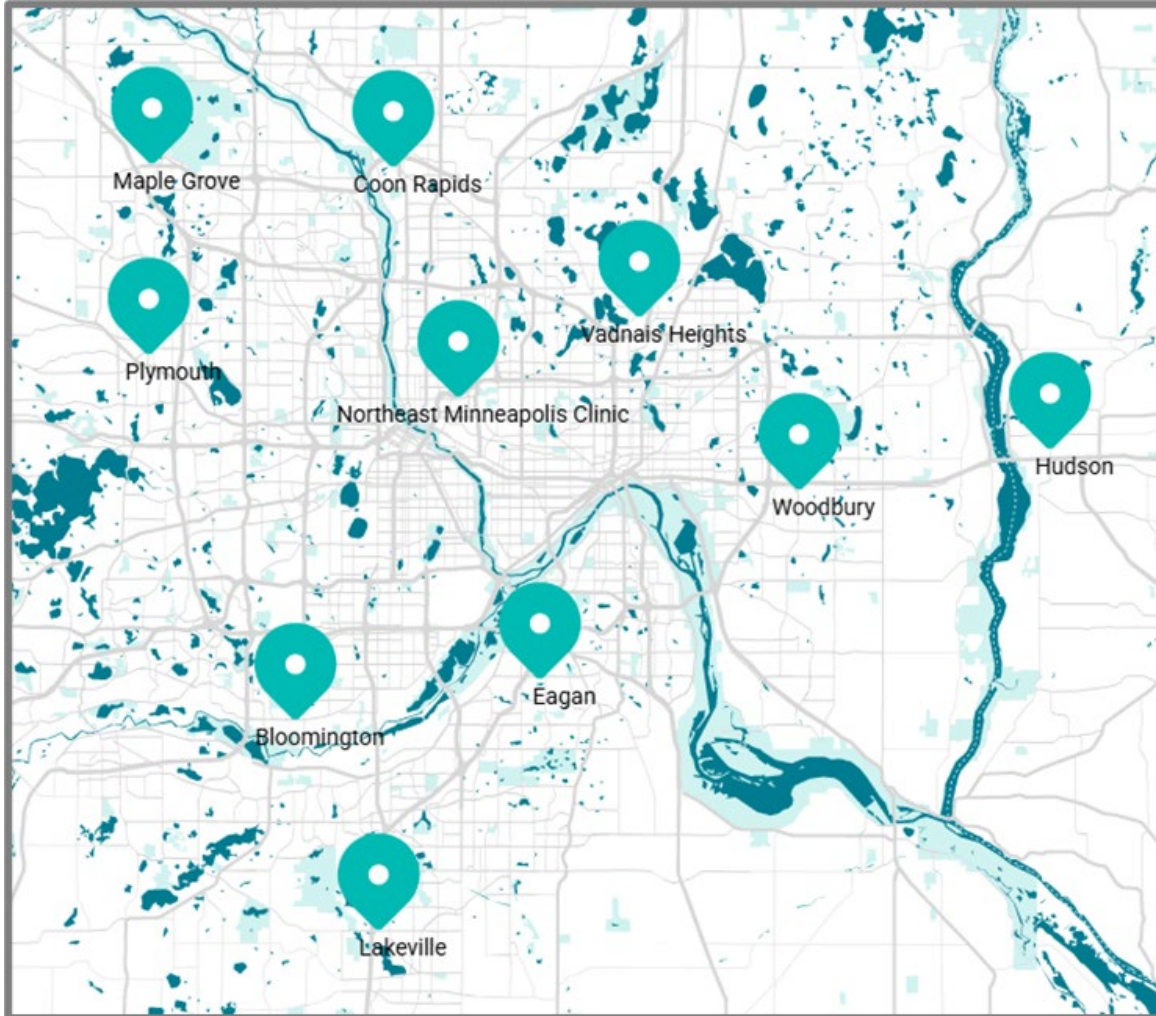 Maple Grove
Coon Rapids
Vadnais Heights
Plymouth
Northeast Minneapolis Clinic
Hudson
Woodbury
Eagan
Bloomington
Lakeville